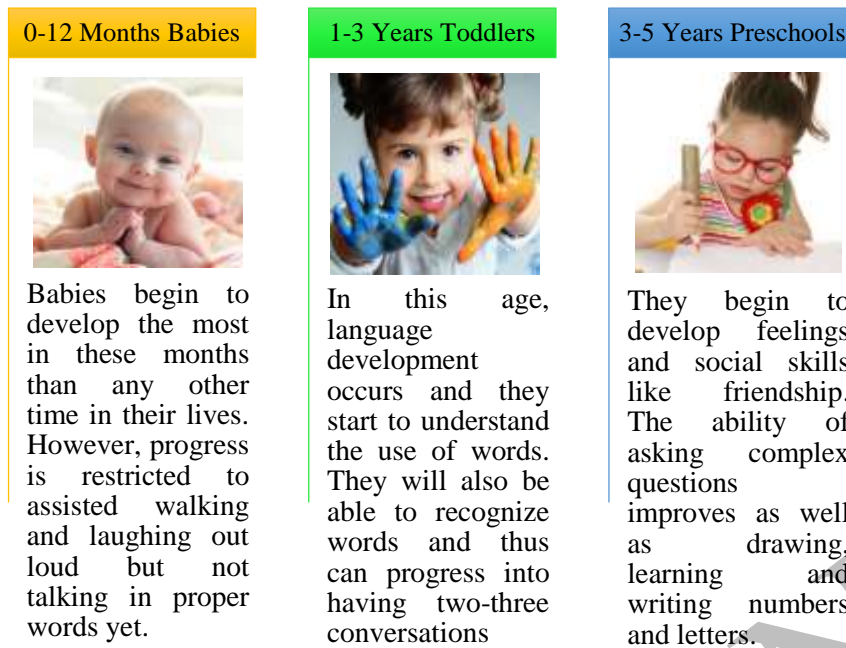 0-12 Months Babies
Babies begin to
develop the most
in these months
than any other
time in their lives.
However, progress
is restricted to
assisted walking
and laughing out
loud but not
talking in proper
words yet.
1-3 Years Toddlers
In this age,
language
development
occurs and they
start to understand
the use of words.
They will also be
able to recognize
words and thus
can progress into
having two-three
conversations
3-5 Years Preschools
They begin to
develop feelings
and social skills
like friendship.
The ability of
asking complex
questions
improves as well
as drawing,
learning and
writing numbers
and letters.